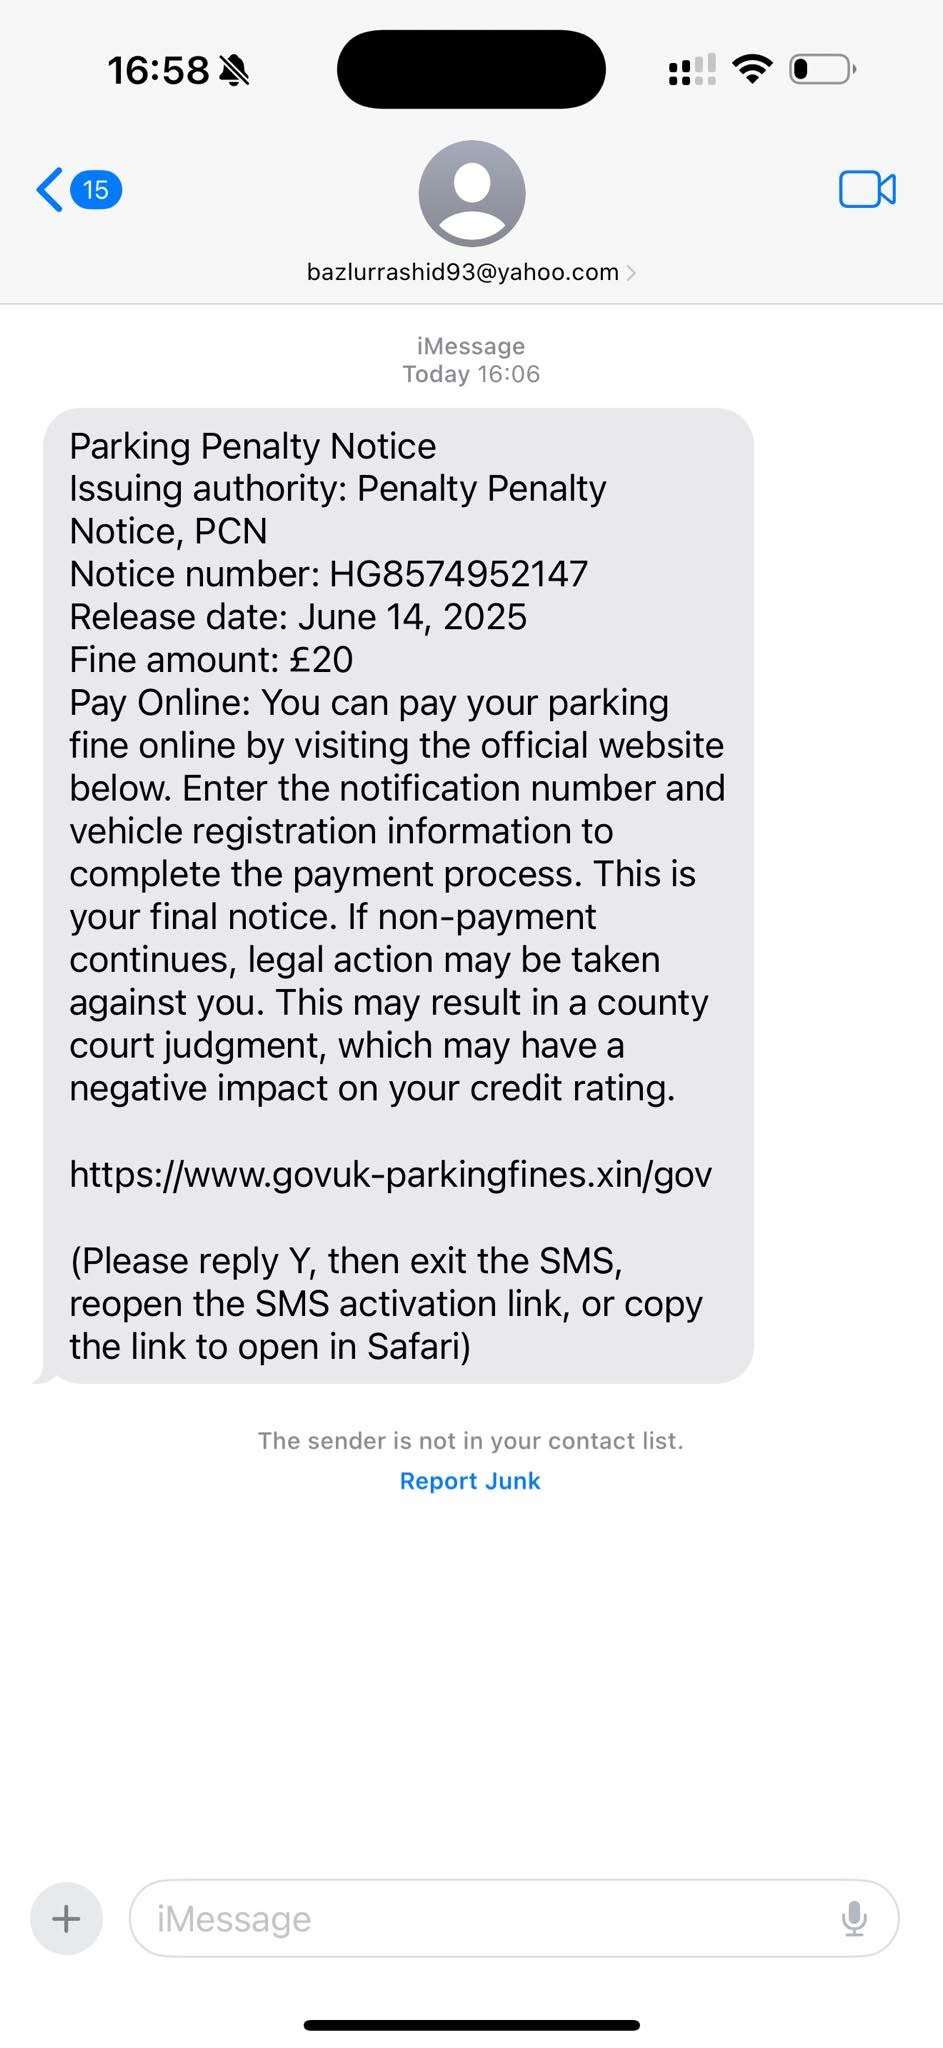 16:58
15
bazlurrashid93@yahoo.com
iMessage
Today 16:06
Parking Penalty Notice
Issuing authority: Penalty Penalty
Notice, PCN
Notice number: HG8574952147
Release date: June 14, 2025
Fine amount: £20
Pay Online: You can pay your parking
fine online by visiting the official website
below. Enter the notification number and
vehicle registration information to
complete the payment process. This is
your final notice. If non-payment
continues, legal action may be taken
against you. This may result in a county
court judgment, which may have a
negative impact on your credit rating.
https://www.govuk-parkingfines.xin/gov
(Please reply Y, then exit the SMS,
reopen the SMS activation link, or copy
the link to open in Safari)
The sender is not in your contact list.
Report Junk
iMessage